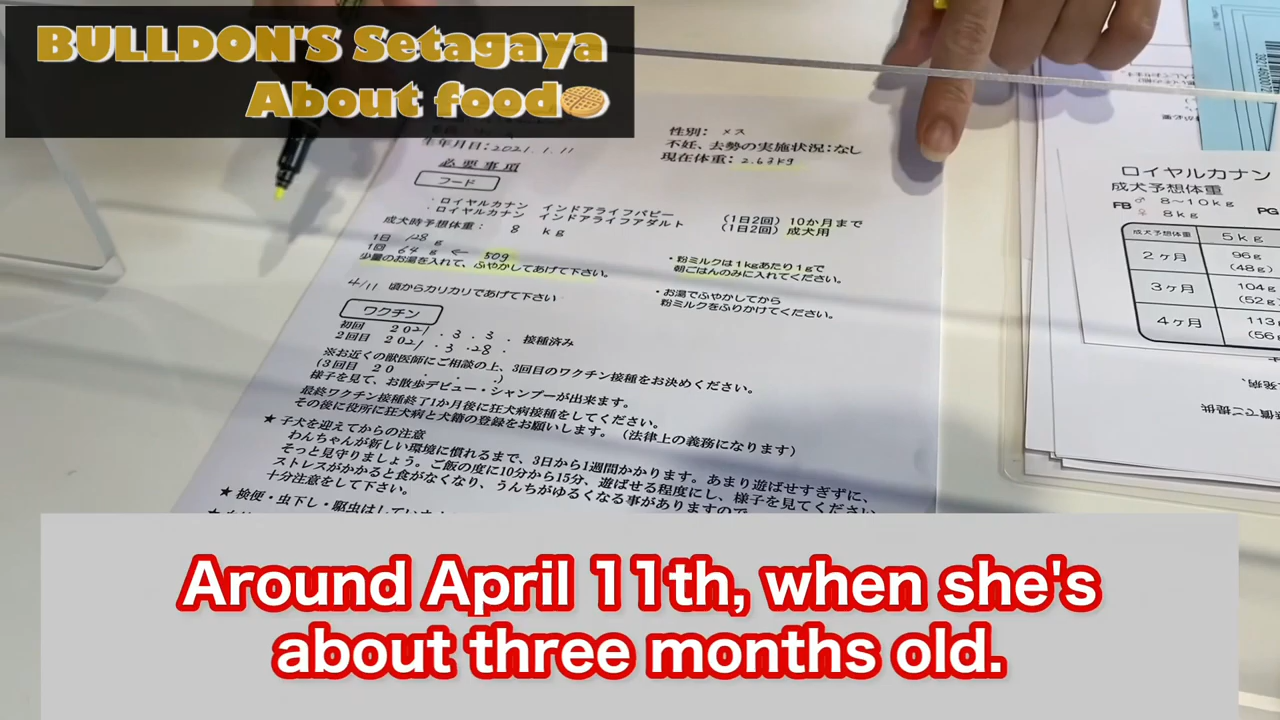 BULLDON'S Setagaya
About food
性別: メス
不妊、去勢の実施状況:なし
現在体重: 2.63kg
生年月日:2021.1.11
必要事項
フード
・ロイヤルカナン インドアライフパピー (1日2回) 10か月まで
・ロイヤルカナン インドアライフアダルト (1日2回) 成犬用
成犬時予想体重: 8 kg
1日 128 g
1回 64 g ← 50g
少量のお湯を入れて、ふやかしてあげて下さい。
・粉ミルクは1kgあたり1gで
朝ごはんのみに入れてください。
・お湯でふやかしてから
粉ミルクをふりかけてください。
4/11 頃からカリカリであげて下さい
ワクチン
初回 2021 . 3 . 3 . 接種済み
2回目 2021 . 3 . 28 .
※お近くの獣医師にご相談の上、3回目のワクチン接種をお決めください。
(3回目 20 . . .)
様子を見て、お散歩デビュー・シャンプーが出来ます。
最終ワクチン接種終了1か月後に狂犬病接種をしてください。
その後に役所に狂犬病と犬籍の登録をお願いします。(法律上の義務になります)
★ 子犬を迎えてからの注意
わんちゃんが新しい環境に慣れるまで、3日から1週間かかります。あまり遊ばせすぎずに、
そっと見守りましょう。ご飯の度に10分から15分、遊ばせる程度にし、様子を見てください。
ストレスがかかると食がなくなり、うんちがゆるくなる事がありますので
十分注意をして下さい。
★ 検便・虫下し・駆虫はしていま
ロイヤルカナン
成犬予想体重
FB ♂ 8~10kg
♀ 8kg
PG
成犬予想体重 5kg
2ヶ月 96g
(48g)
3ヶ月 104g
(52g)
4ヶ月 113
(56g
Around April 11th, when she's
about three months old.